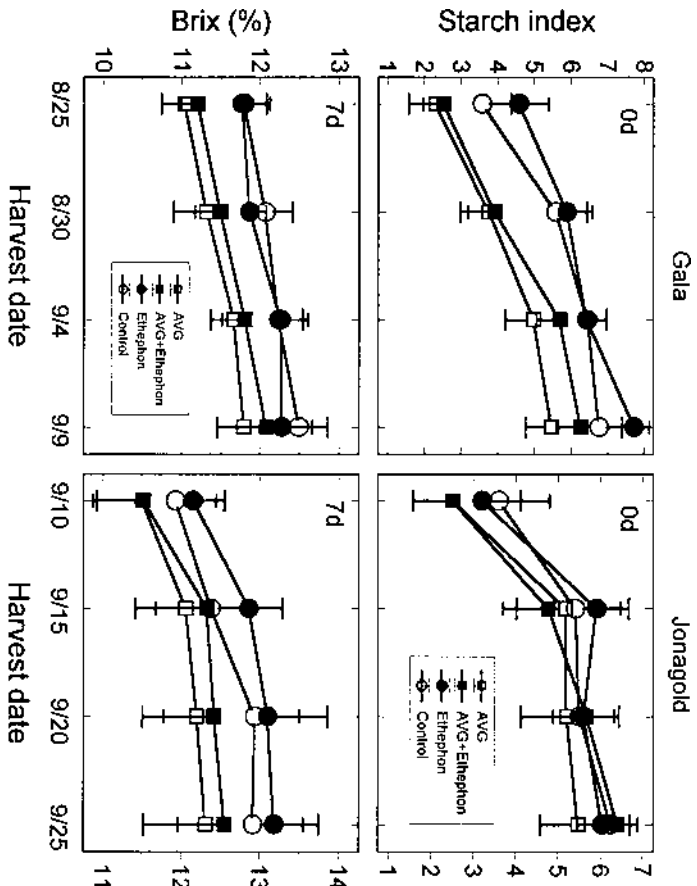 Gala
Jonagold
Starch index
8
7
6
5
4
3
2
1
0d
0d
7
6
5
4
3
2
1
AVG
AVG+Ethephon
Ethephon
Control
Brix (%)
13
12
11
10
7d
7d
14
13
12
11
AVG
AVG+Ethephon
Ethephon
Control
8/25
8/30
9/4
9/9
9/10
9/15
9/20
9/25
Harvest date
Harvest date